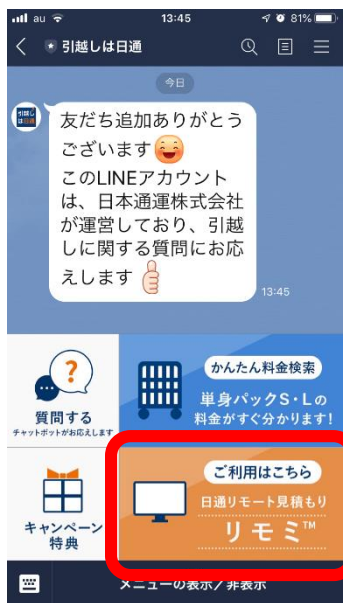 au 13:45 81%
引越しは日通
今日
引越し
は日通
友だち追加ありがとう
ございます
このLINEアカウント
は、日本通運株式会社
が運営しており、引越
しに関する質問にお応
えします
13:45
?
質問する
チャットボットがお応えします
かんたん料金検索
単身パックS・Lの
料金がすぐ分かります!
キャンペーン
特典
ご利用はこちら
日通リモート見積もり
リモミ™
メニューの表示/非表示